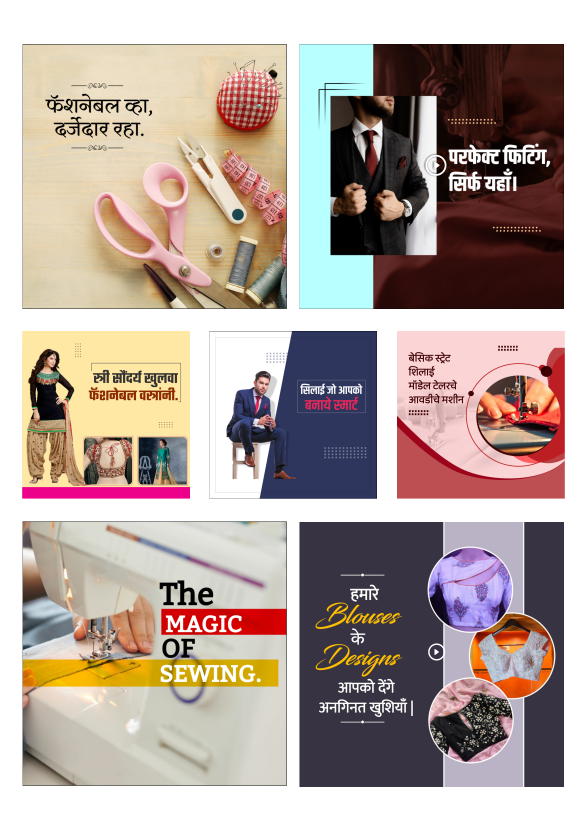 फॅशनेबल व्हा,
दर्जेदार रहा.
परफेक्ट फिटिंग,
सिर्फ यहाँ।
स्त्री सौंदर्य खुलवा
फॅशनेबल वस्त्रांनी.
सिलाई जो आपको
बनाये स्मार्ट
बेसिक स्ट्रेट
शिलाई
मॉडेल टेलरचे
आवडीचे मशीन
The
MAGIC
OF
SEWING.
हमारे
Blouses
के
Designs
आपको देंगे
अनगिनत खुशियाँ |